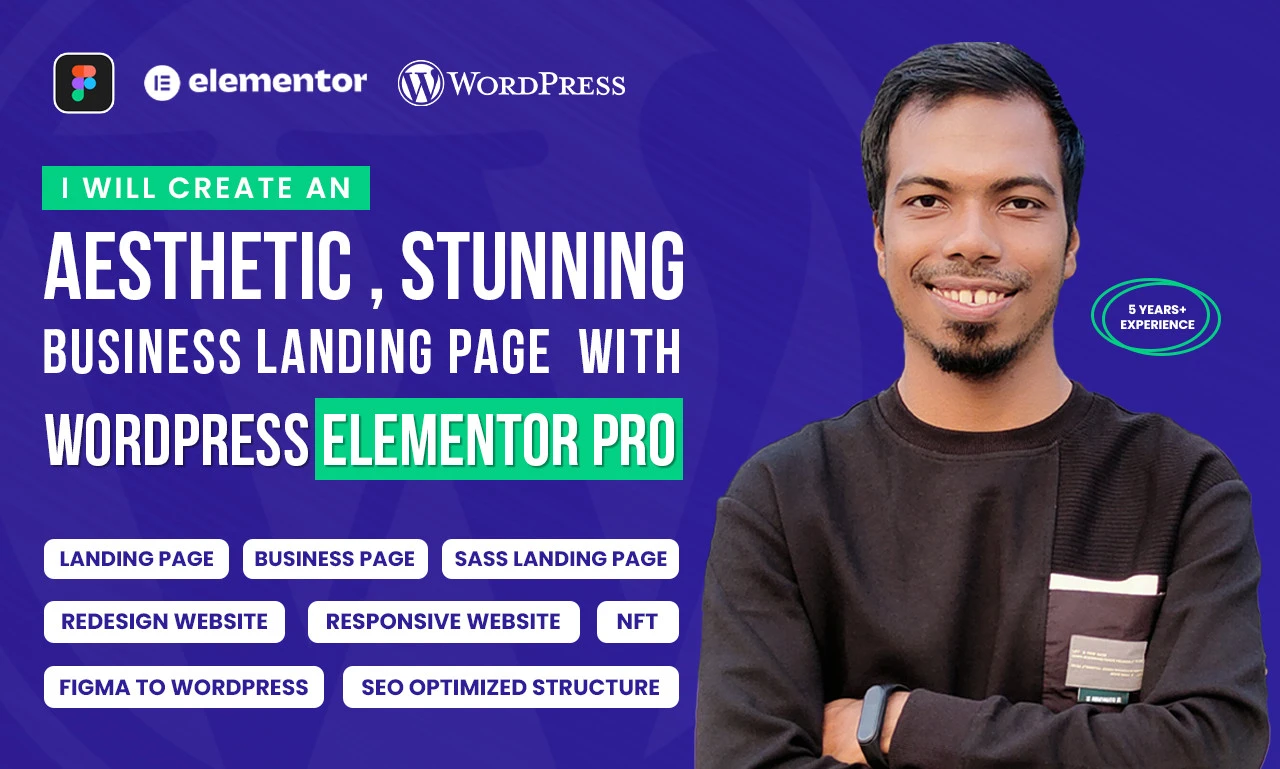 elementor
WORDPRESS
I WILL CREATE AN
AESTHETIC , STUNNING
BUSINESS LANDING PAGE WITH
WORDPRESS ELEMENTOR PRO
5 YEARS+
EXPERIENCE
LANDING PAGE
BUSINESS PAGE
SASS LANDING PAGE
REDESIGN WEBSITE
RESPONSIVE WEBSITE
NFT
FIGMA TO WORDPRESS
SEO OPTIMIZED STRUCTURE